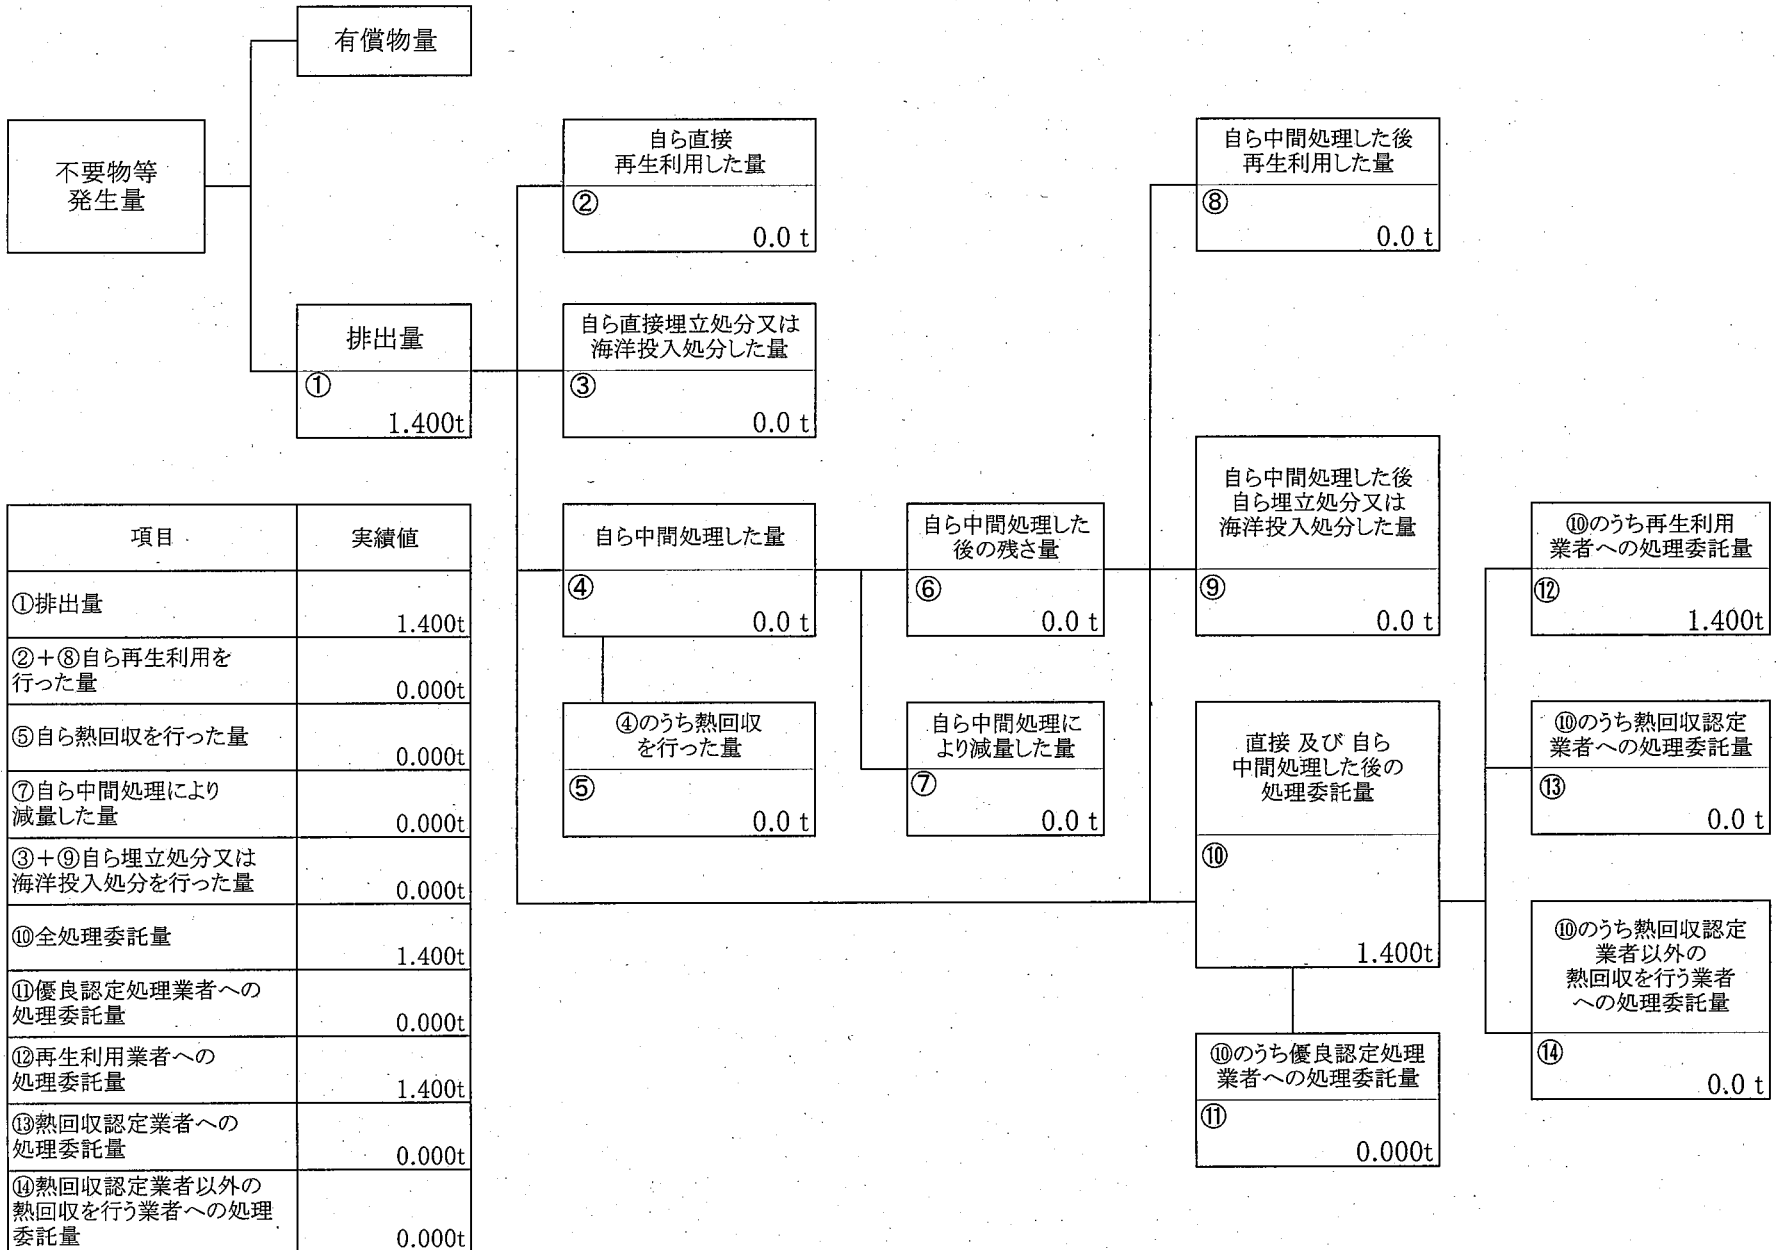 有償物量
不要物等
発生量
排出量
①
1.400t
自ら直接
再生利用した量
②
0.0 t
自ら直接埋立処分又は
海洋投入処分した量
③
0.0 t
自ら中間処理した量
④
0.0 t
④のうち熱回収
を行った量
⑤
0.0 t
自ら中間処理した
後の残さ量
⑥
0.0 t
自ら中間処理に
より減量した量
⑦
0.0 t
自ら中間処理した後
再生利用した量
⑧
0.0 t
自ら中間処理した後
自ら埋立処分又は
海洋投入処分した量
⑨
0.0 t
直接 及び 自ら
中間処理した後の
処理委託量
⑩
1.400t
⑩のうち優良認定処理
業者への処理委託量
⑪
0.000t
⑩のうち再生利用
業者への処理委託量
⑫
1.400t
⑩のうち熱回収認定
業者への処理委託量
⑬
0.0 t
⑩のうち熱回収認定
業者以外の
熱回収を行う業者
への処理委託量
⑭
0.0 t
項目 実績値
①排出量
1.400t
②+⑧自ら再生利用を
行った量
0.000t
⑤自ら熱回収を行った量
0.000t
⑦自ら中間処理により
減量した量
0.000t
③+⑨自ら埋立処分又は
海洋投入処分を行った量
0.000t
⑩全処理委託量
1.400t
⑪優良認定処理業者への
処理委託量
0.000t
⑫再生利用業者への
処理委託量
1.400t
⑬熱回収認定業者への
処理委託量
0.000t
⑭熱回収認定業者以外の
熱回収を行う業者への処理
委託量
0.000t